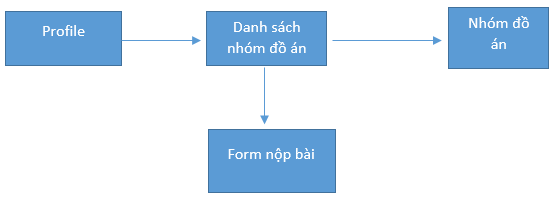 Profile
Danh sách
nhóm đồ án
Nhóm đồ
án
Form nộp bài